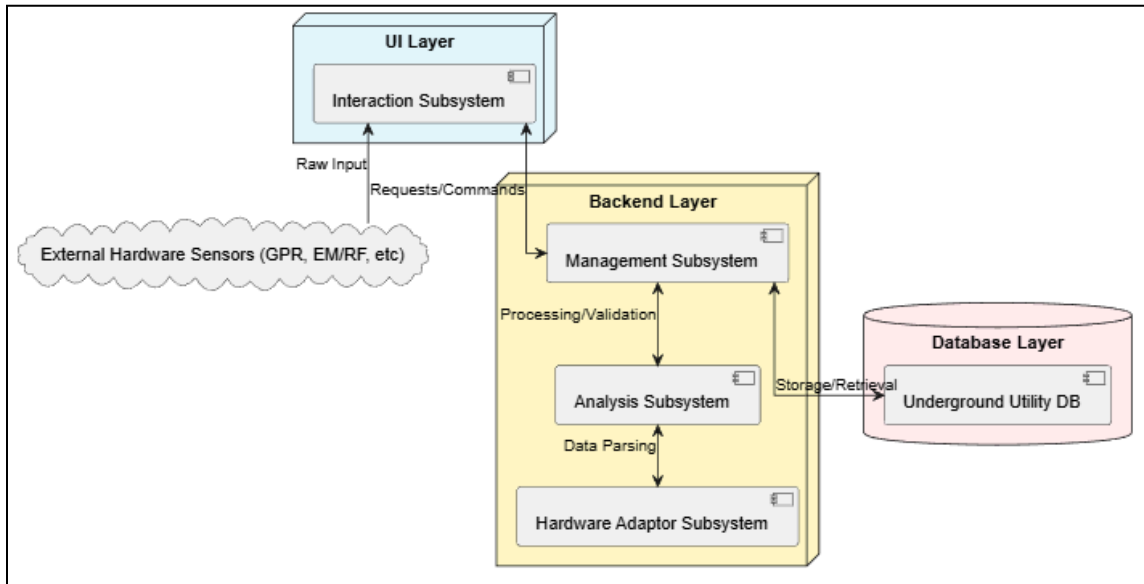 UI Layer
Interaction Subsystem
Raw Input
Requests/Commands
External Hardware Sensors (GPR, EM/RF, etc)
Backend Layer
Management Subsystem
Processing/Validation
Database Layer
Underground Utility DB
Storage/Retrieval
Analysis Subsystem
Data Parsing
Hardware Adaptor Subsystem